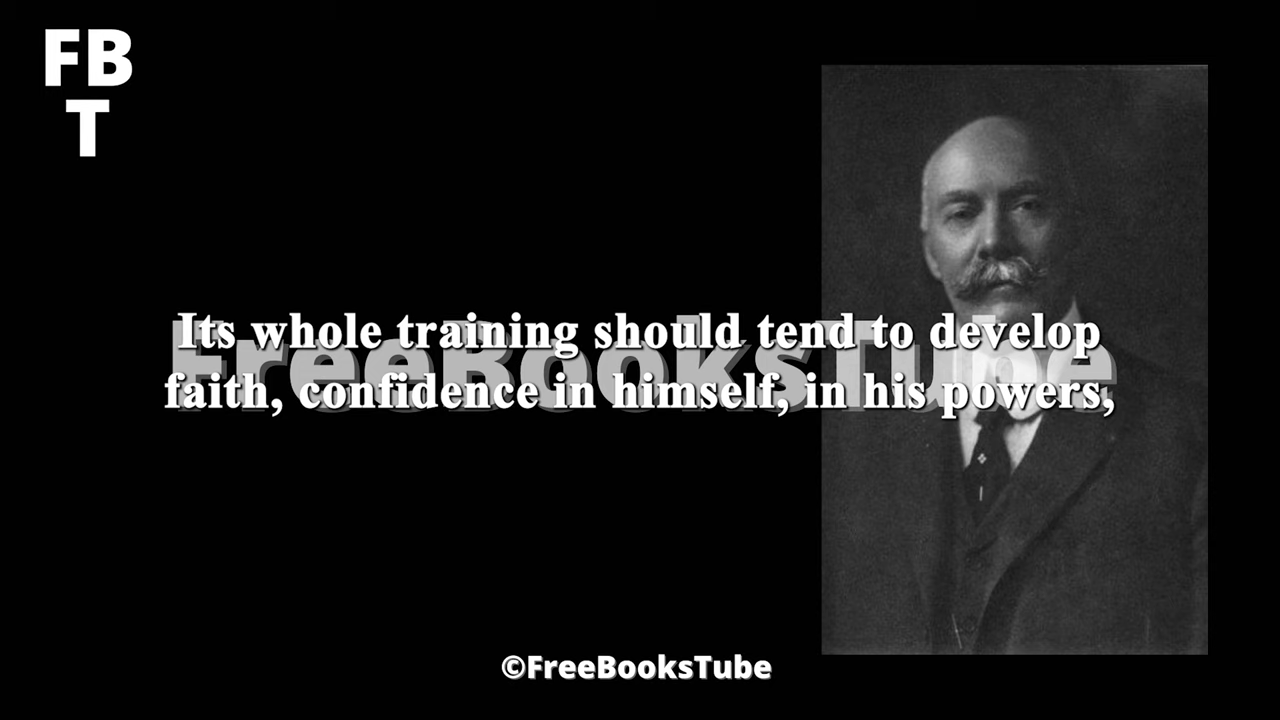 FB
T
Its whole training should tend to develop
faith, confidence in himself, in his powers,
FreeBooksTube
©FreeBooksTube